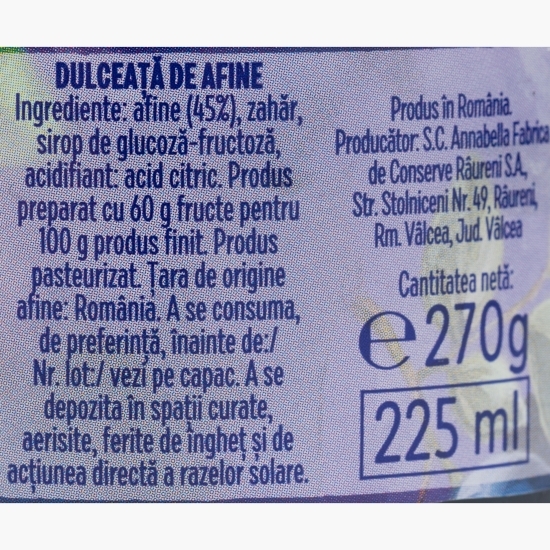 DULCEAȚĂ DE AFINE
Ingrediente: afine (45%), zahăr,
sirop de glucoză-fructoză,
acidifiant: acid citric. Produs
preparat cu 60 g fructe pentru
100 g produs finit. Produs
pasteurizat. Țara de origine
afine: România. A se consuma,
de preferință, înainte de:/
Nr. lot:/ vezi pe capac. A se
depozita în spații curate,
aerisite, ferite de îngheț și de
acțiunea directă a razelor solare.
Produs în România.
Producător: S.C. Annabella Fabrica
de Conserve Râureni S.A,
Str. Stolniceni Nr. 49, Râureni,
Rm. Vâlcea, Jud. Vâlcea
Cantitatea netă:
℮270g
225 ml